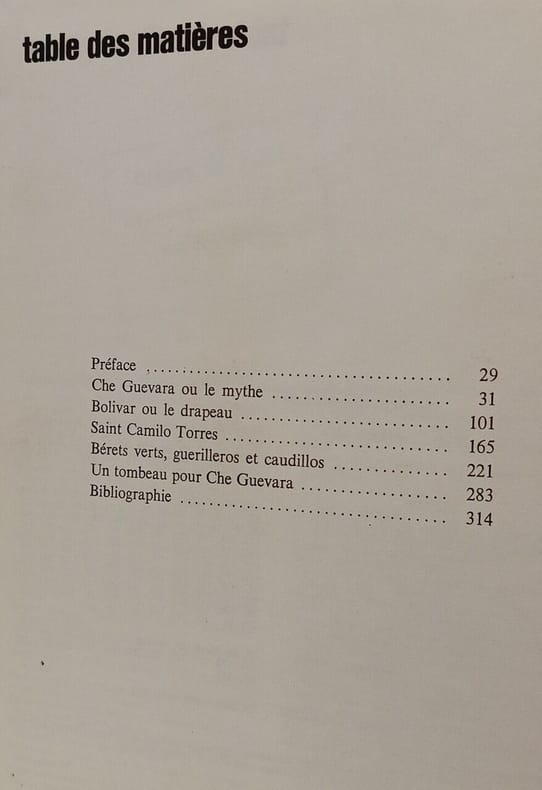 table des matières
Préface ........................................ 29
Che Guevara ou le mythe ........................ 31
Bolivar ou le drapeau ............................ 101
Saint Camilo Torres .............................. 165
Bérets verts, guerilleros et caudillos .............. 221
Un tombeau pour Che Guevara .................. 283
Bibliographie .................................... 314